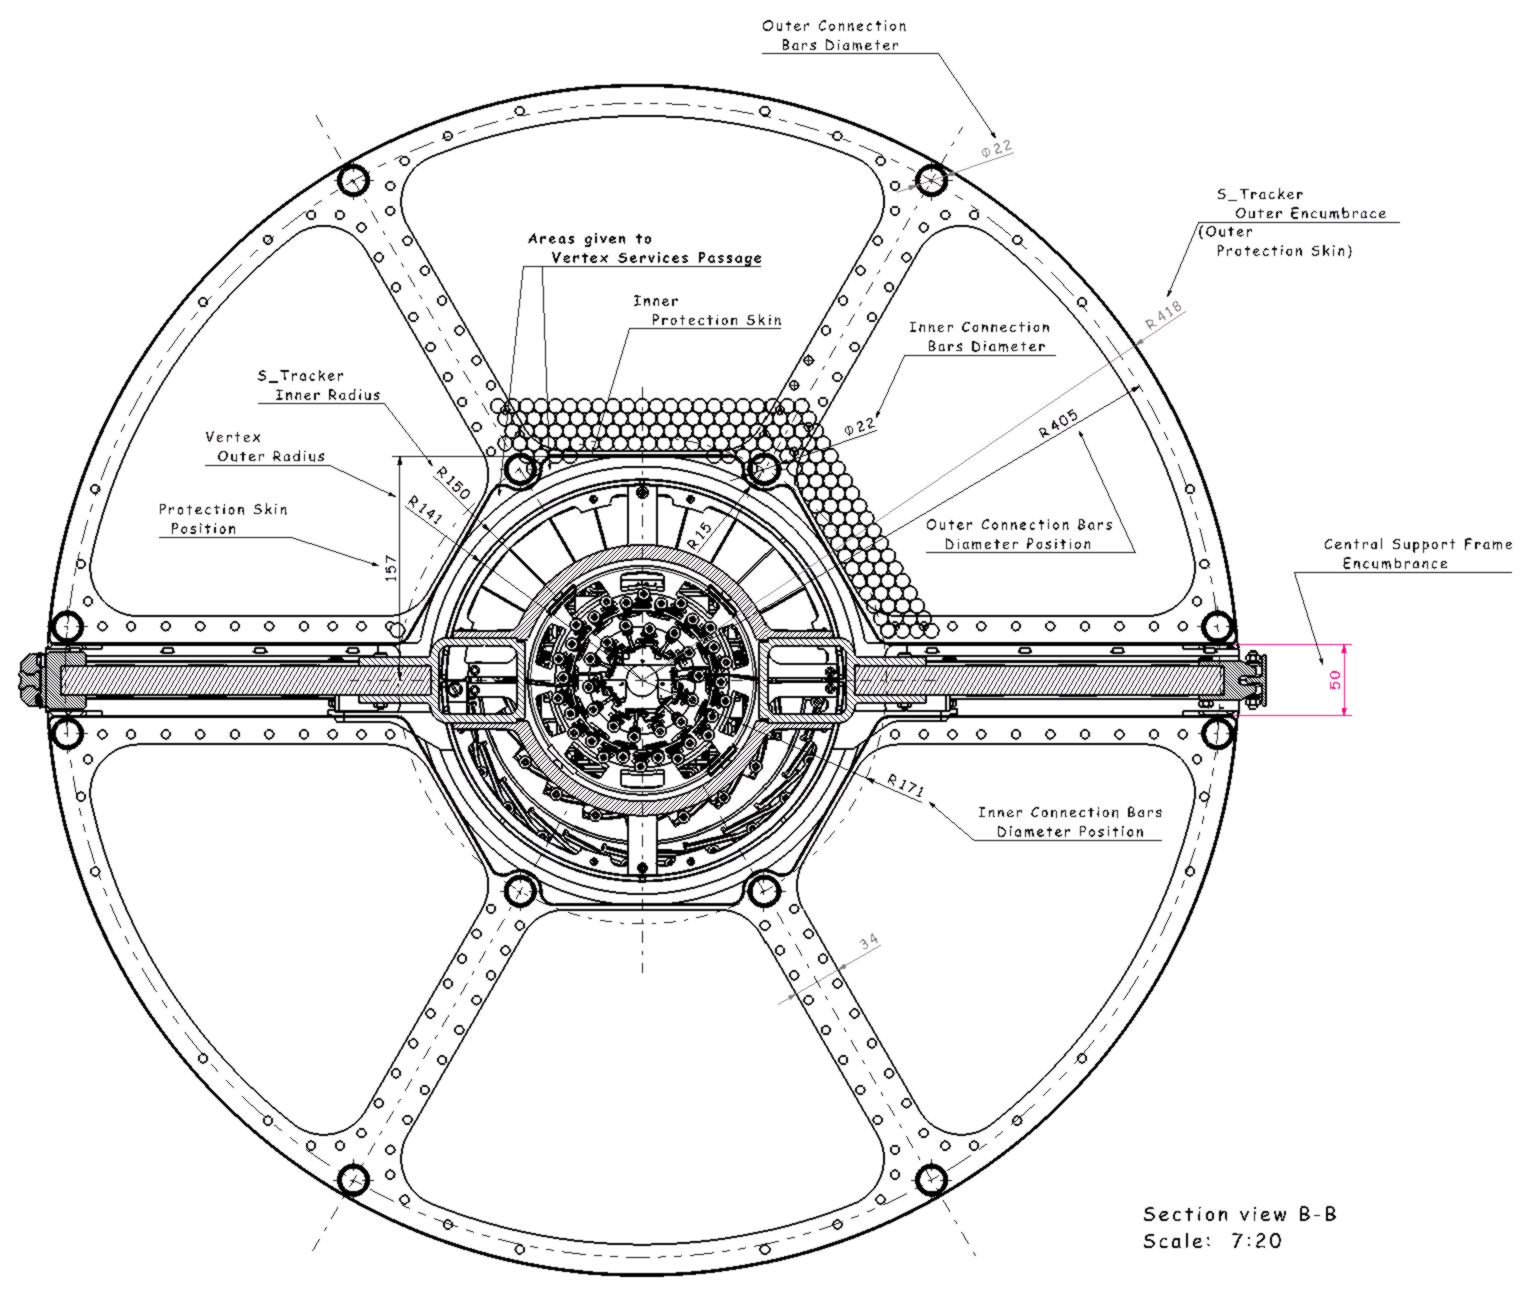 Outer Connection
Bars Diameter
Φ22
S_Tracker
Outer Encumbrace
(Outer
Protection Skin)
Areas given to
Vertex Services Passage
Inner
Protection Skin
R418
Inner Connection
Bars Diameter
S_Tracker
Inner Radius
Φ22
R405
Vertex
Outer Radius
R150
R141
Protection Skin
Position
R15
Outer Connection Bars
Diameter Position
Central Support Frame
Encumbrance
157
50
R171
Inner Connection Bars
Diameter Position
34
Section view B-B
Scale: 7:20